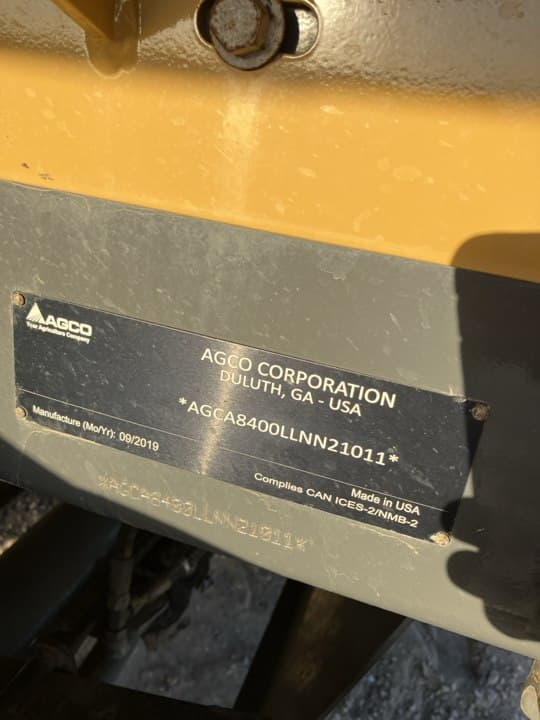 AGCO
Your Agriculture Company
AGCO CORPORATION
DULUTH, GA - USA
*AGCA8400LLNN21011*
Manufacture (Mo/Yr): 09/2019
Made in USA
Complies CAN ICES-2/NMB-2
*AGCA8400LLNN21011*